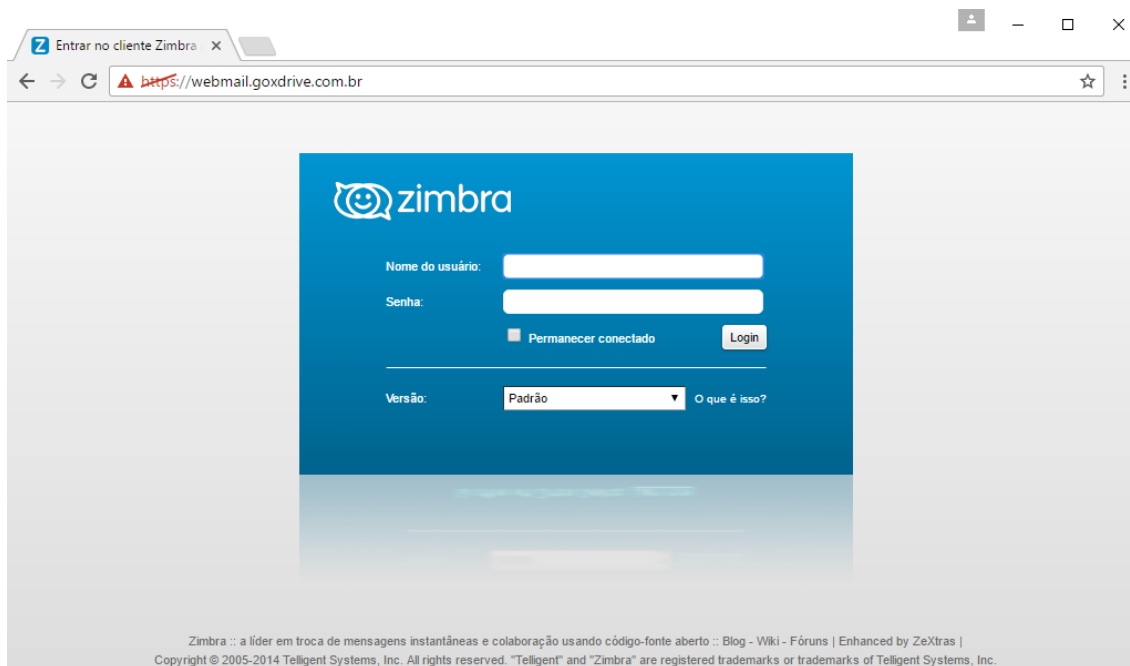 Entrar no cliente Zimbra
https://webmail.goxdrive.com.br
zimbra
Nome do usuário:
Senha:
Permanecer conectado
Login
Versão:
Padrão
O que é isso?
Zimbra :: a líder em troca de mensagens instantâneas e colaboração usando código-fonte aberto :: Blog - Wiki - Fóruns | Enhanced by ZeXtras |
Copyright © 2005-2014 Telligent Systems, Inc. All rights reserved. "Telligent" and "Zimbra" are registered trademarks or trademarks of Telligent Systems, Inc.